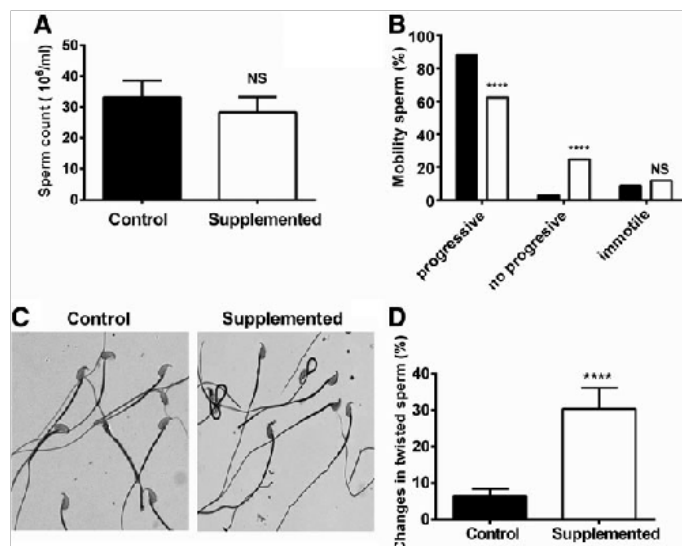 A
Sperm count ( 10⁶/ml)
50
40
30
20
10
0
NS
Control
Supplemented
B
Mobility sperm (%)
100
80
60
40
20
0
****
****
NS
progressive
no progresive
immotile
C
Control
Supplemented
D
Changes in twisted sperm (%)
40
30
20
10
0
****
Control
Supplemented